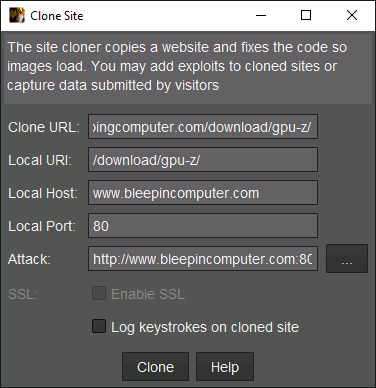 Clone Site
The site cloner copies a website and fixes the code so
images load. You may add exploits to cloned sites or
capture data submitted by visitors
Clone URL: pingcomputer.com/download/gpu-z/
Local URI: /download/gpu-z/
Local Host: www.bleepincomputer.com
Local Port: 80
Attack: http://www.bleepincomputer.com:80 ...
SSL: Enable SSL
Log keystrokes on cloned site
Clone Help